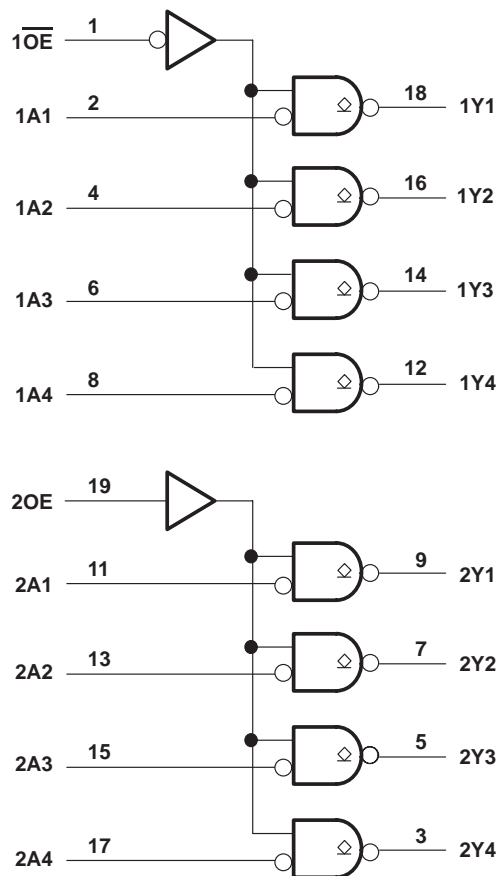 1O̅E̅ 1
1A1 2 18 1Y1
1A2 4 16 1Y2
1A3 6 14 1Y3
1A4 8 12 1Y4
2OE 19
2A1 11 9 2Y1
2A2 13 7 2Y2
2A3 15 5 2Y3
2A4 17 3 2Y4